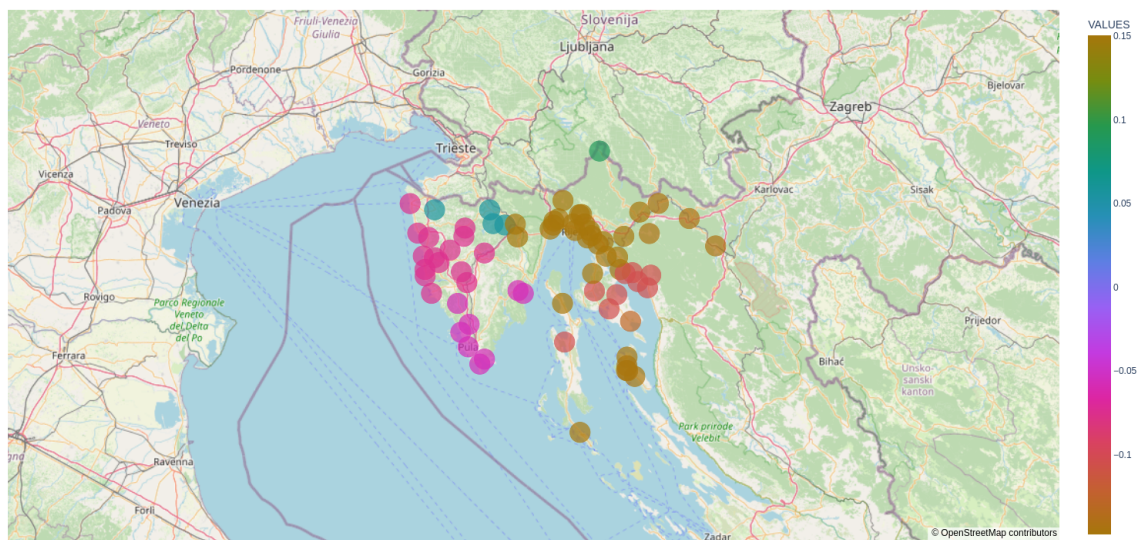 Slovenija
Friuli-Venezia
Giulia
Ljubljana
Pordenone
Gorizia
Bjelovar
Zagreb
Veneto
Treviso
Trieste
Vicenza
Karlovac
Sisak
Padova
Venezia
Rovigo
Parco Regionale
Veneto
del Delta
del Po
Prijedor
Ferrara
Pula
Bihać
Unsko-
sanski
kanton
Park prirode
Velebit
Ravenna
Forlì
Zadar
© OpenStreetMap contributors
VALUES
0.15
0.1
0.05
0
−0.05
−0.1